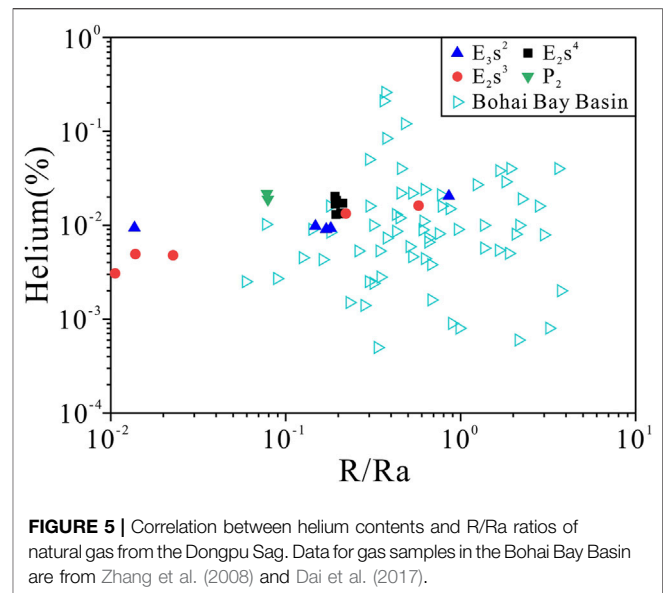 10⁰
10⁻¹
10⁻²
10⁻³
10⁻⁴
Helium(%)
E₃s² E₂s⁴
E₂s³ P₂
Bohai Bay Basin
10⁻² 10⁻¹ 10⁰ 10¹
R/Ra
FIGURE 5 | Correlation between helium contents and R/Ra ratios of
natural gas from the Dongpu Sag. Data for gas samples in the Bohai Bay Basin
are from Zhang et al. (2008) and Dai et al. (2017).